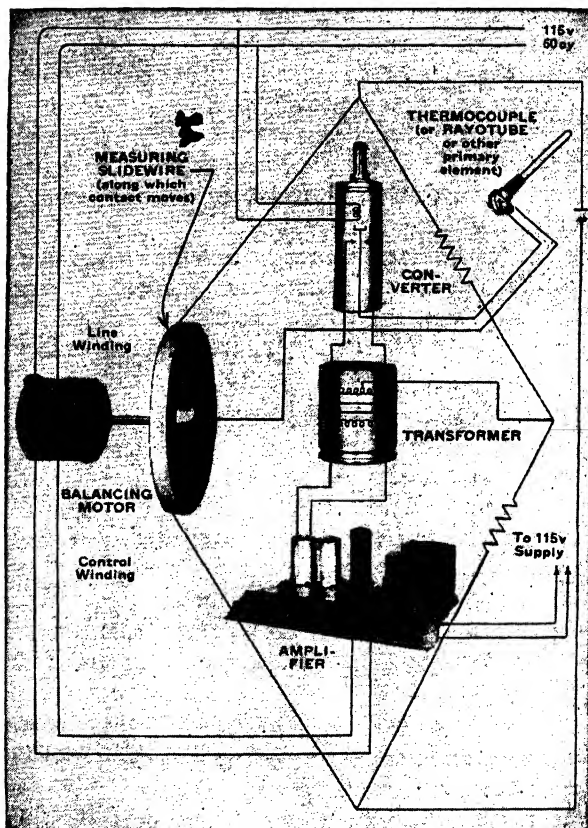 115v
60cy
THERMOCOUPLE
(or RAYOTUBE
or other
primary
element)
MEASURING
SLIDEWIRE
(along which
contact moves)
CON-
VERTER
Line
Winding
TRANSFORMER
BALANCING
MOTOR
To 115v
Supply
Control
Winding
AMPLI-
FIER